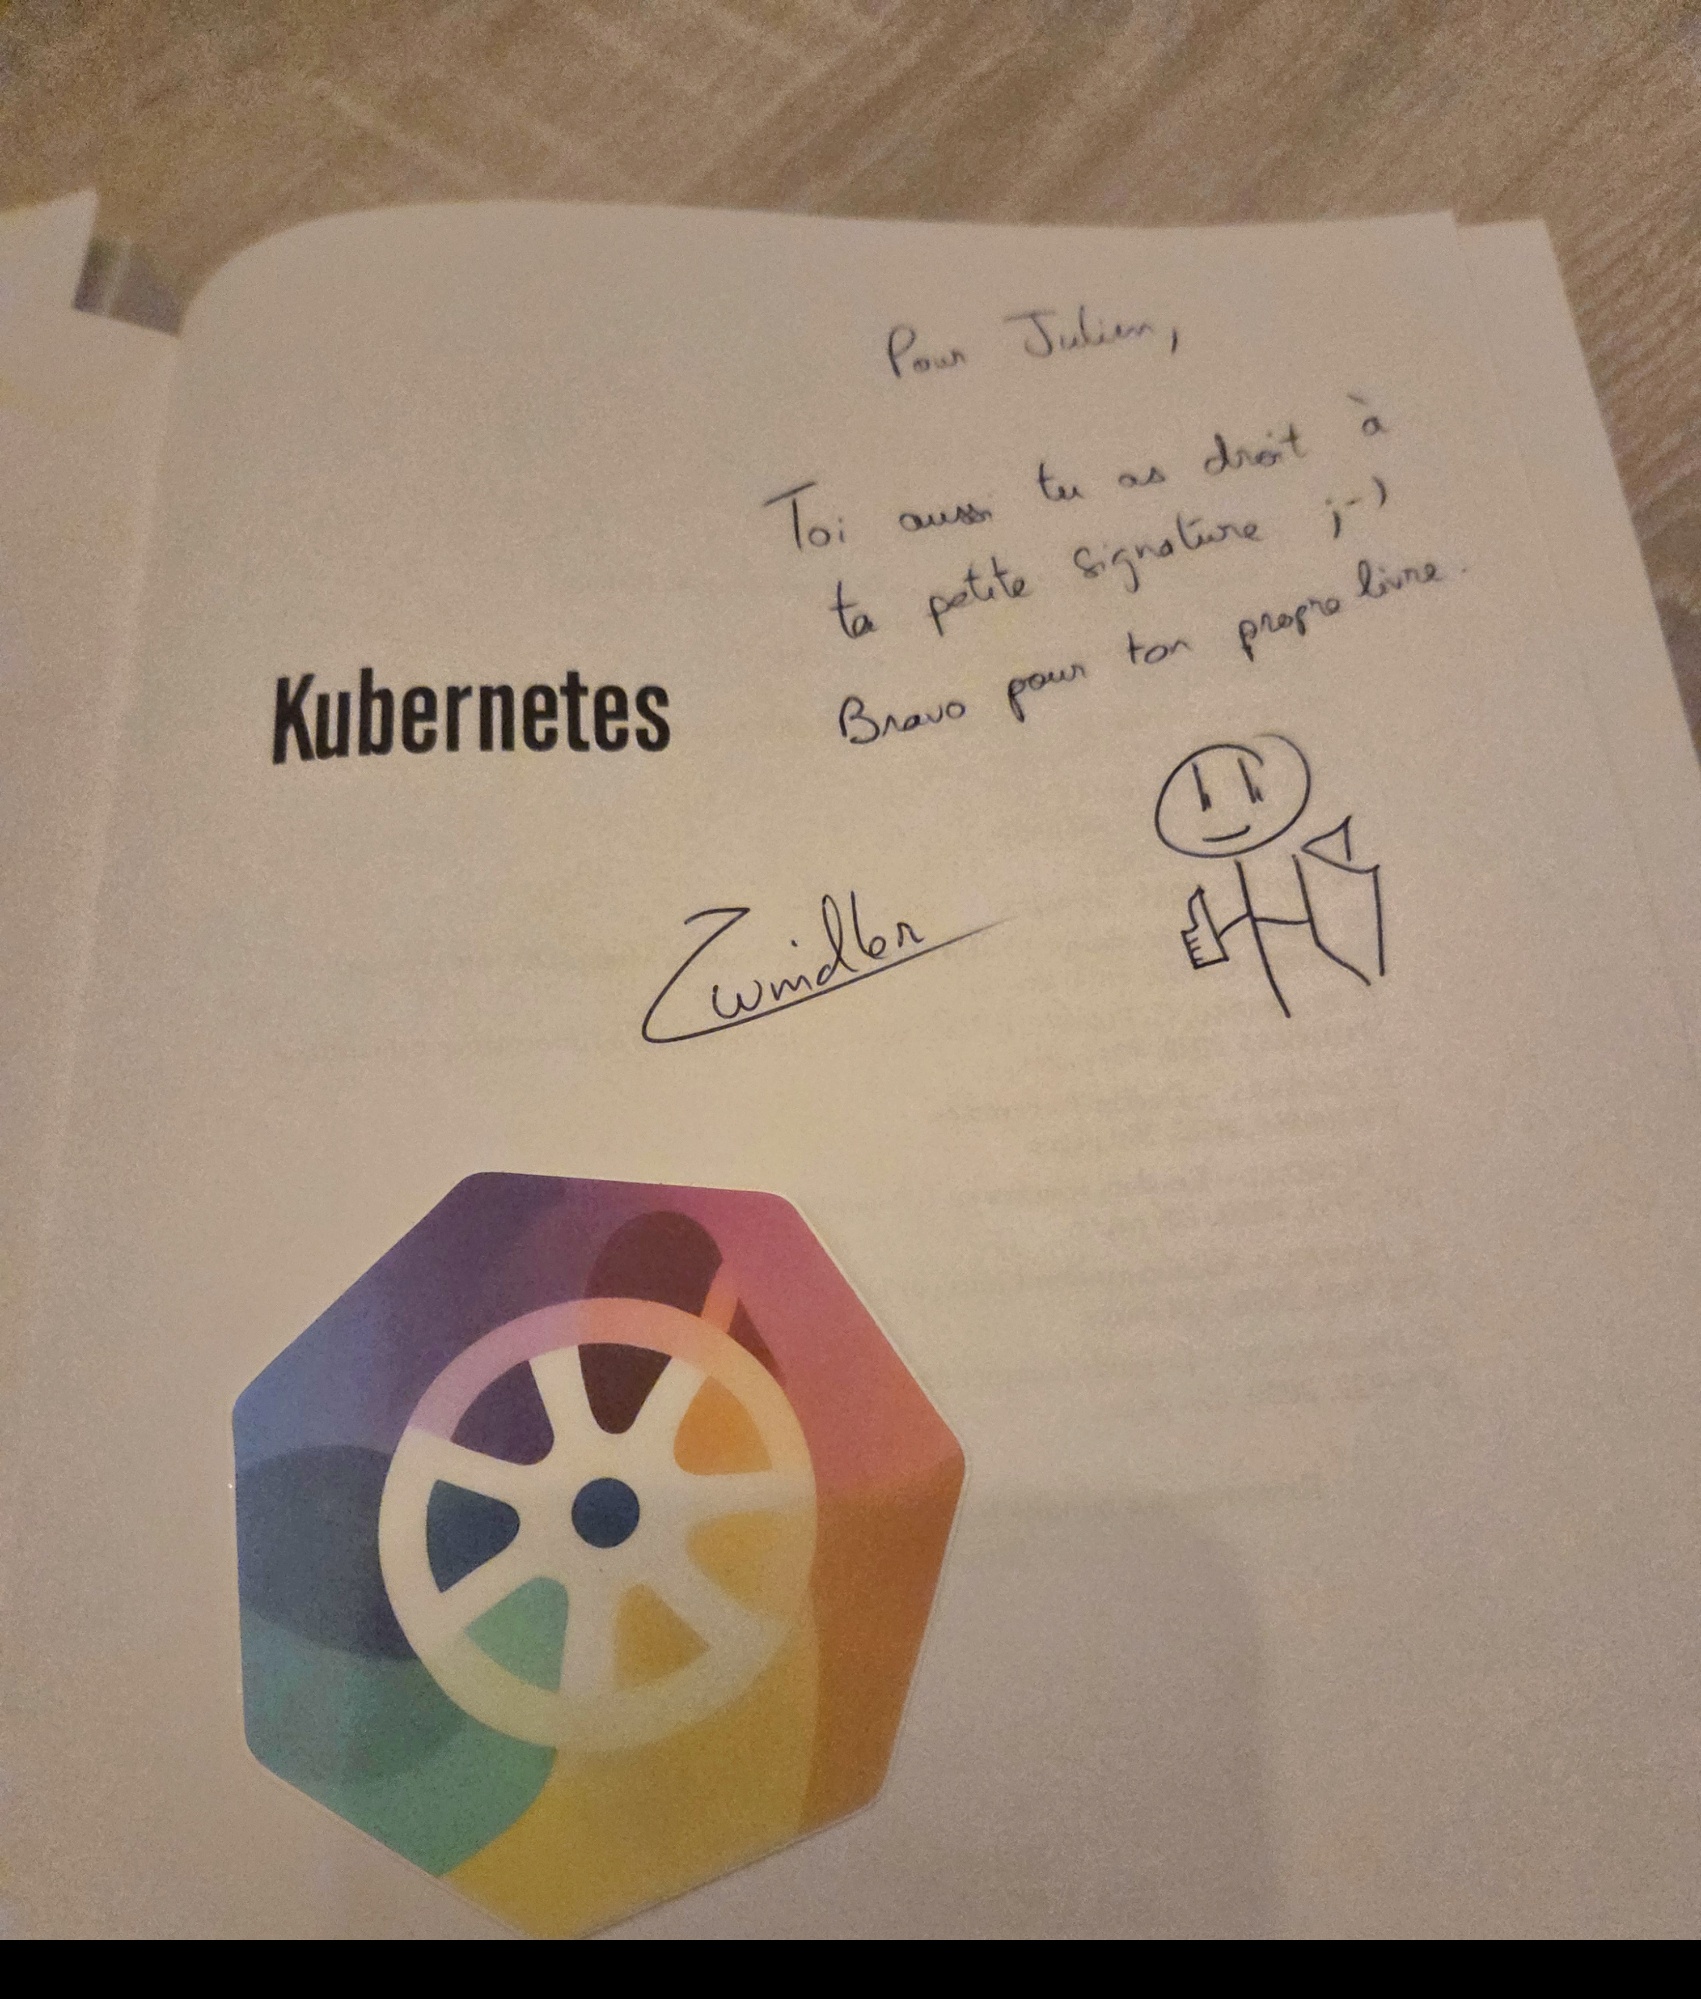 Pour Julien,
Toi aussi tu as droit à
ta petite signature ;-)
Bravo pour ton propre livre.
Kubernetes
Zwindler